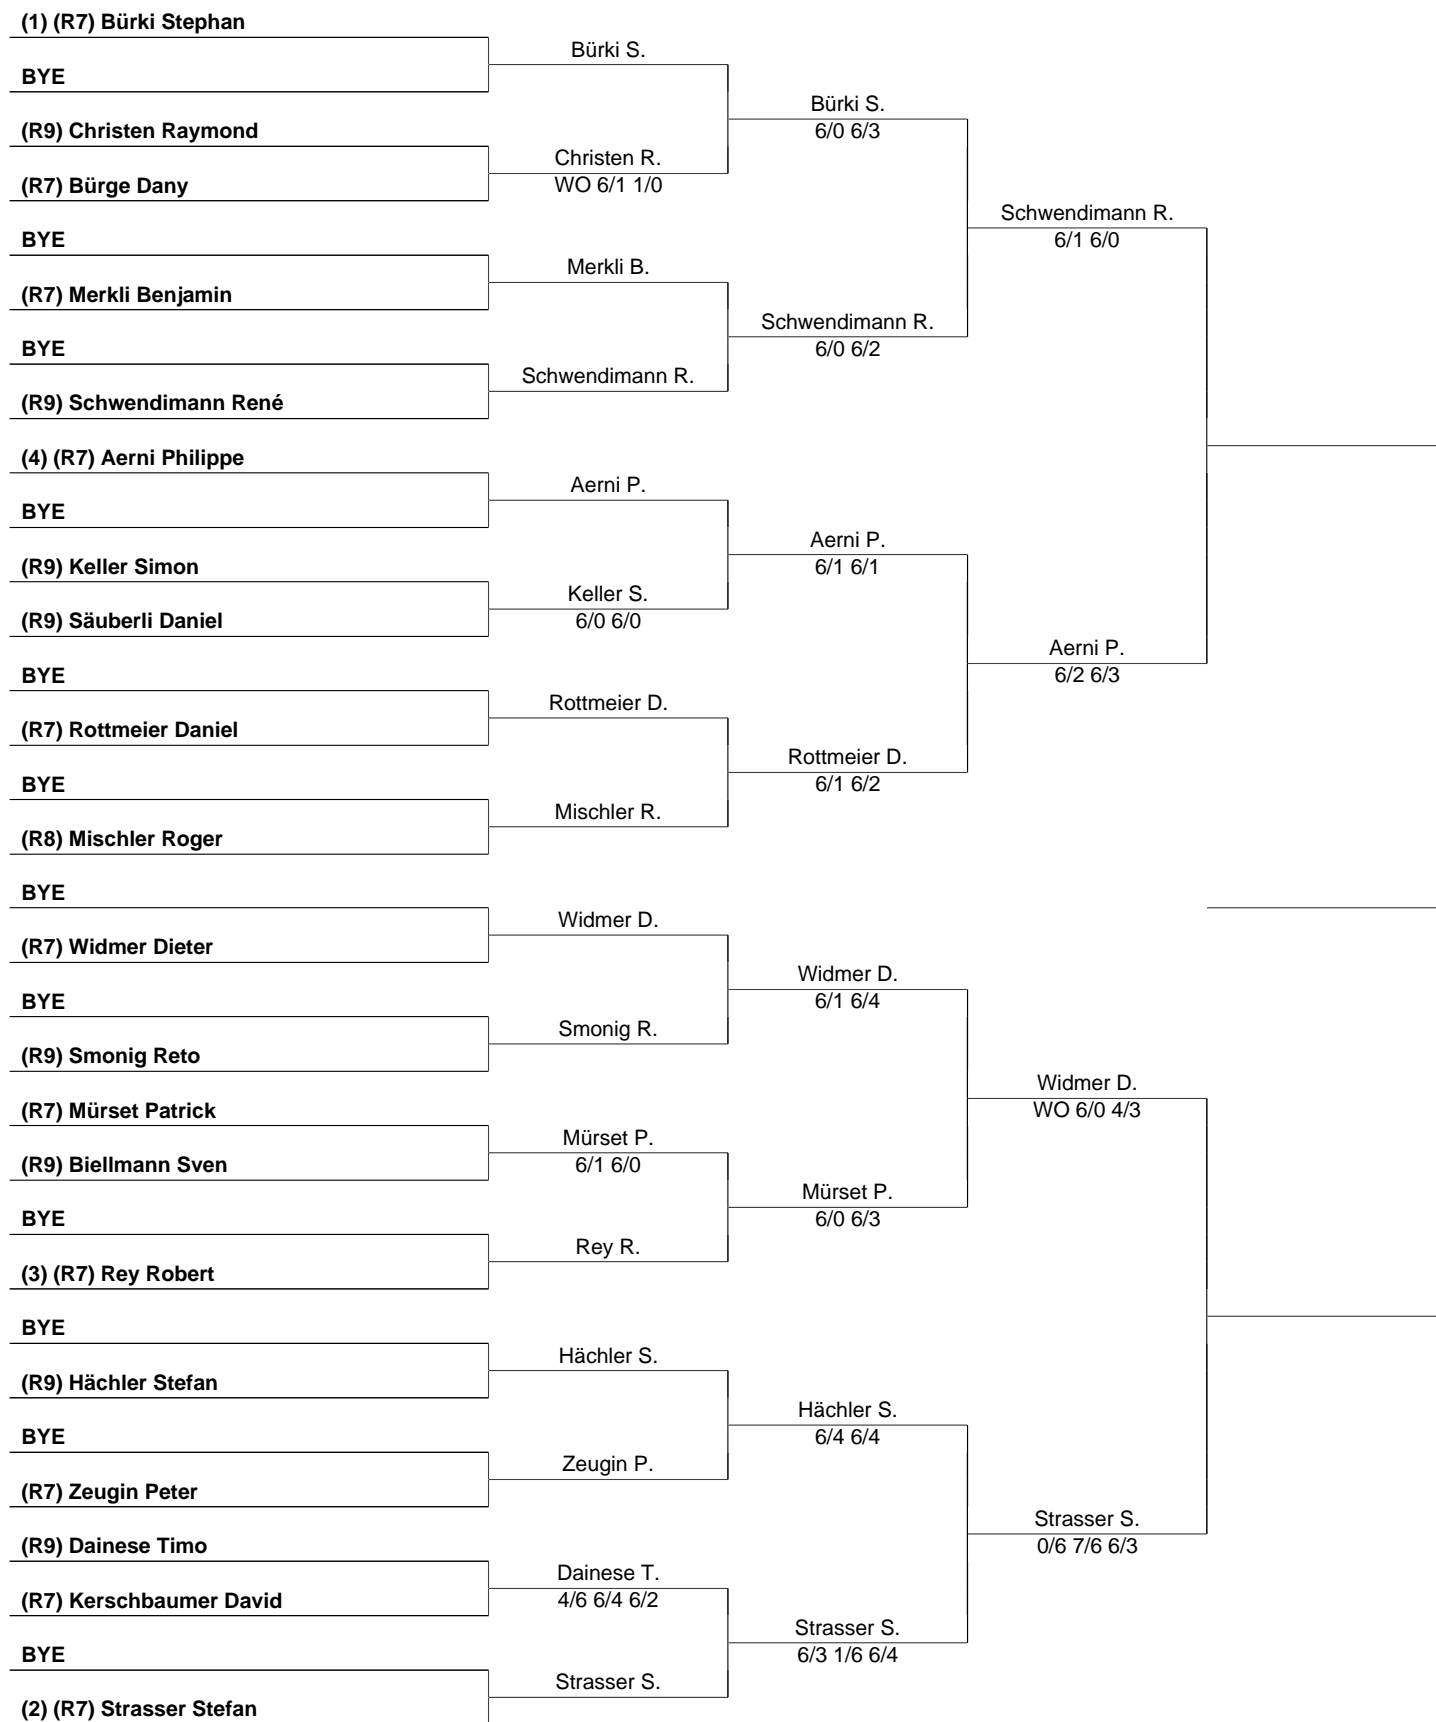 (1) (R7) Bürki Stephan
BYE
(R9) Christen Raymond
(R7) Bürge Dany
BYE
(R7) Merkli Benjamin
BYE
(R9) Schwendimann René
(4) (R7) Aerni Philippe
BYE
(R9) Keller Simon
(R9) Säuberli Daniel
BYE
(R7) Rottmeier Daniel
BYE
(R8) Mischler Roger
BYE
(R7) Widmer Dieter
BYE
(R9) Smonig Reto
(R7) Mürset Patrick
(R9) Biellmann Sven
BYE
(3) (R7) Rey Robert
BYE
(R9) Hächler Stefan
BYE
(R7) Zeugin Peter
(R9) Dainese Timo
(R7) Kerschbaumer David
BYE
(2) (R7) Strasser Stefan
Bürki S.
Christen R.
WO 6/1 1/0
Merkli B.
Schwendimann R.
Aerni P.
Keller S.
6/0 6/0
Rottmeier D.
Mischler R.
Widmer D.
Smonig R.
Mürset P.
6/1 6/0
Rey R.
Hächler S.
Zeugin P.
Dainese T.
4/6 6/4 6/2
Strasser S.
Bürki S.
6/0 6/3
Schwendimann R.
6/0 6/2
Aerni P.
6/1 6/1
Rottmeier D.
6/1 6/2
Widmer D.
6/1 6/4
Mürset P.
6/0 6/3
Hächler S.
6/4 6/4
Strasser S.
6/3 1/6 6/4
Schwendimann R.
6/1 6/0
Aerni P.
6/2 6/3
Widmer D.
WO 6/0 4/3
Strasser S.
0/6 7/6 6/3